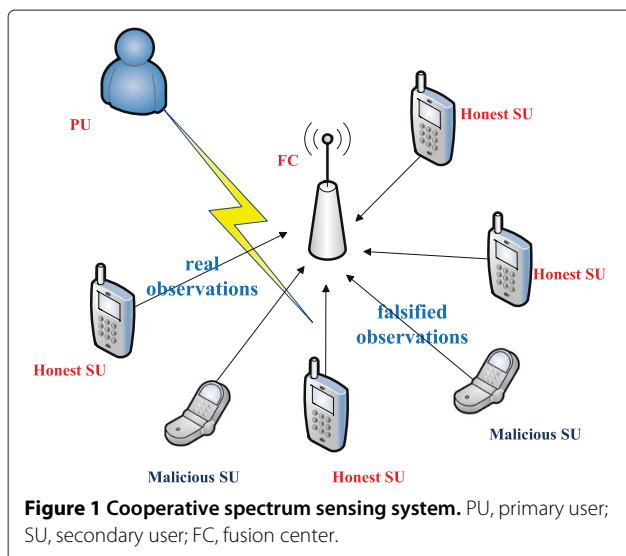 PU
Honest SU
FC
real
observations
Honest SU
falsified
observations
Honest SU
Malicious SU
Malicious SU
Honest SU
Figure 1 Cooperative spectrum sensing system. PU, primary user;
SU, secondary user; FC, fusion center.